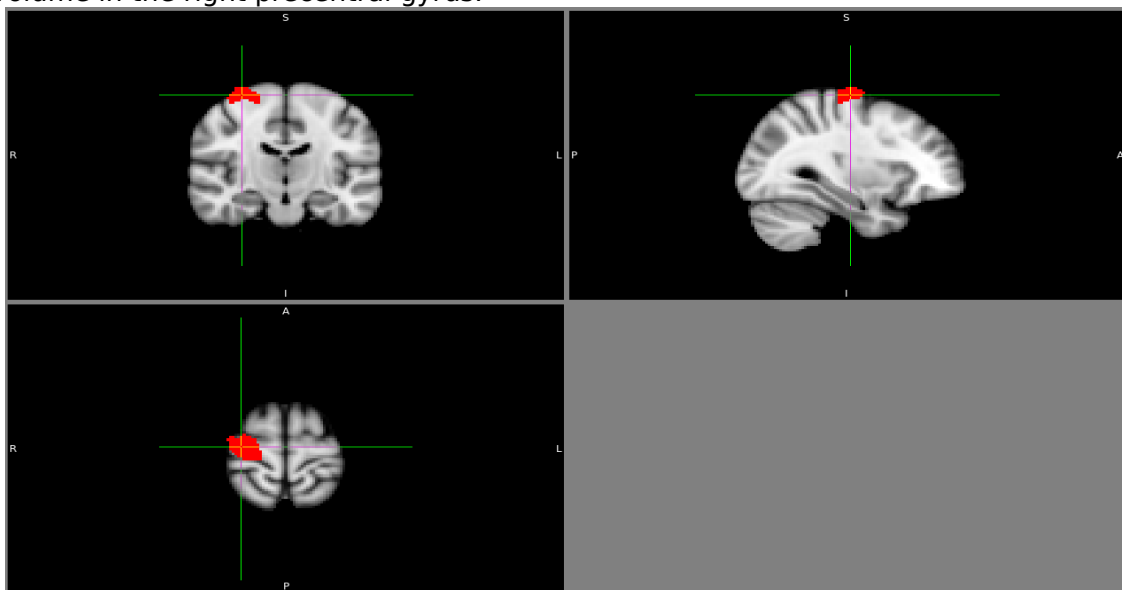 volume in the right precentral gyrus.
S S
R L P A
I I
A
R L
P